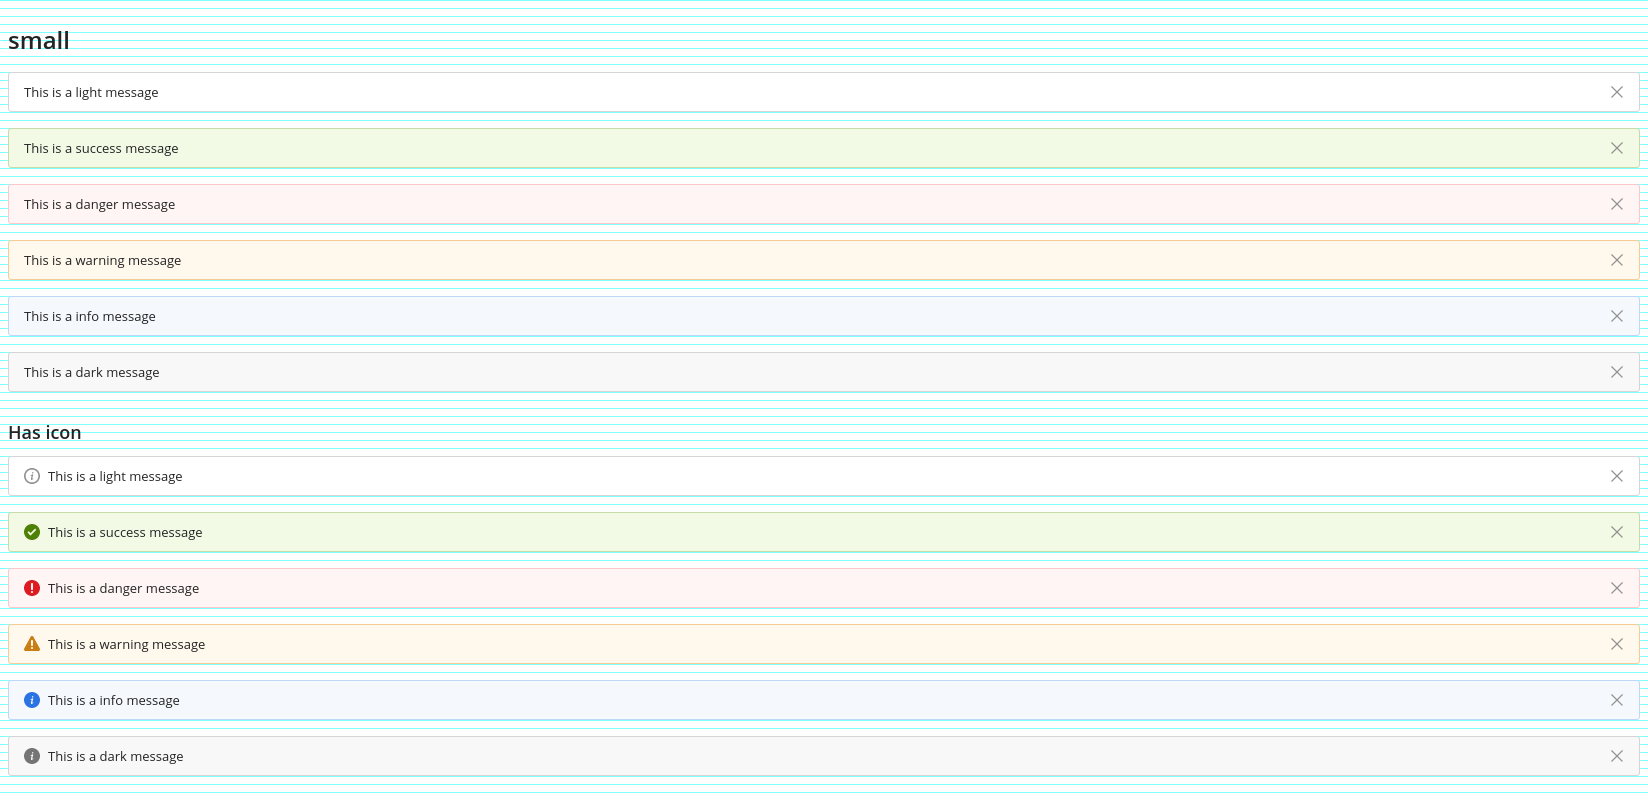 small
This is a light message
This is a success message
This is a danger message
This is a warning message
This is a info message
This is a dark message
Has icon
This is a light message
This is a success message
This is a danger message
This is a warning message
This is a info message
This is a dark message